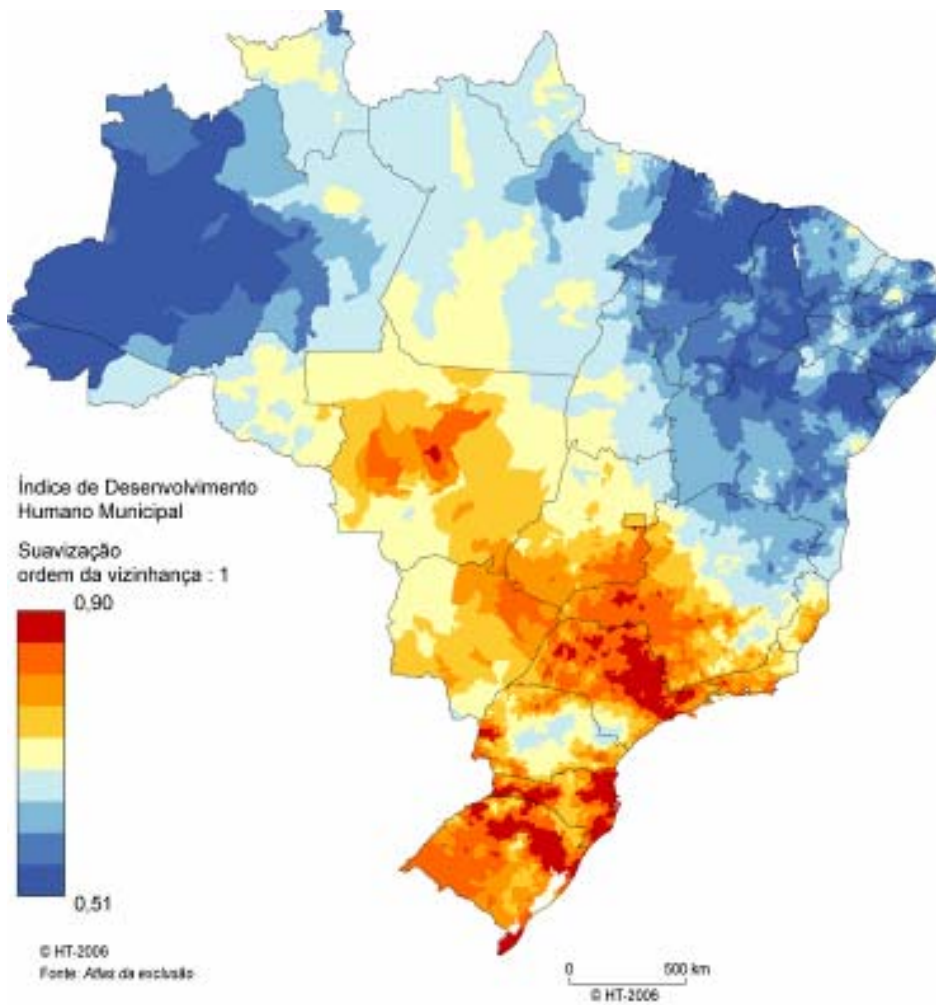 Índice de Desenvolvimento
Humano Municipal
Suavização
ordem da vizinhança : 1
0,90
0,51
© HT-2006
Fonte: Atlas da exclusão
0 500 km
© HT-2006